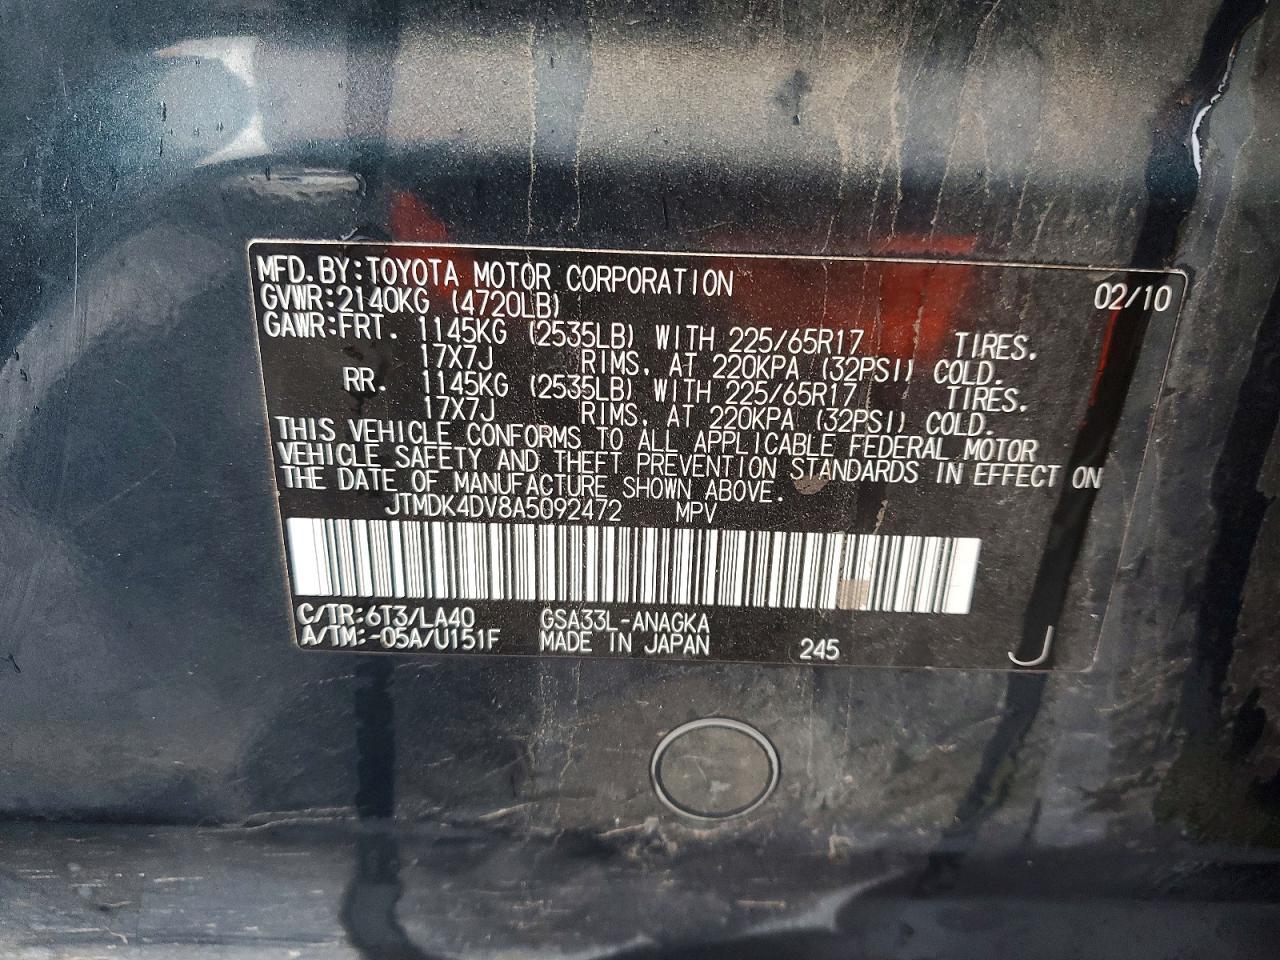 MFD.BY:TOYOTA MOTOR CORPORATION 02/10
GVWR:2140KG (4720LB)
GAWR:FRT. 1145KG (2535LB) WITH 225/65R17 TIRES.
17X7J RIMS, AT 220KPA (32PSI) COLD.
RR. 1145KG (2535LB) WITH 225/65R17 TIRES.
17X7J RIMS, AT 220KPA (32PSI) COLD.
THIS VEHICLE CONFORMS TO ALL APPLICABLE FEDERAL MOTOR
VEHICLE SAFETY AND THEFT PREVENTION STANDARDS IN EFFECT ON
THE DATE OF MANUFACTURE SHOWN ABOVE.
JTMDK4DV8A5092472 MPV
C/TR:6T3/LA40 GSA33L-ANAGKA
A/TM:-05A/U151F MADE IN JAPAN 245 J